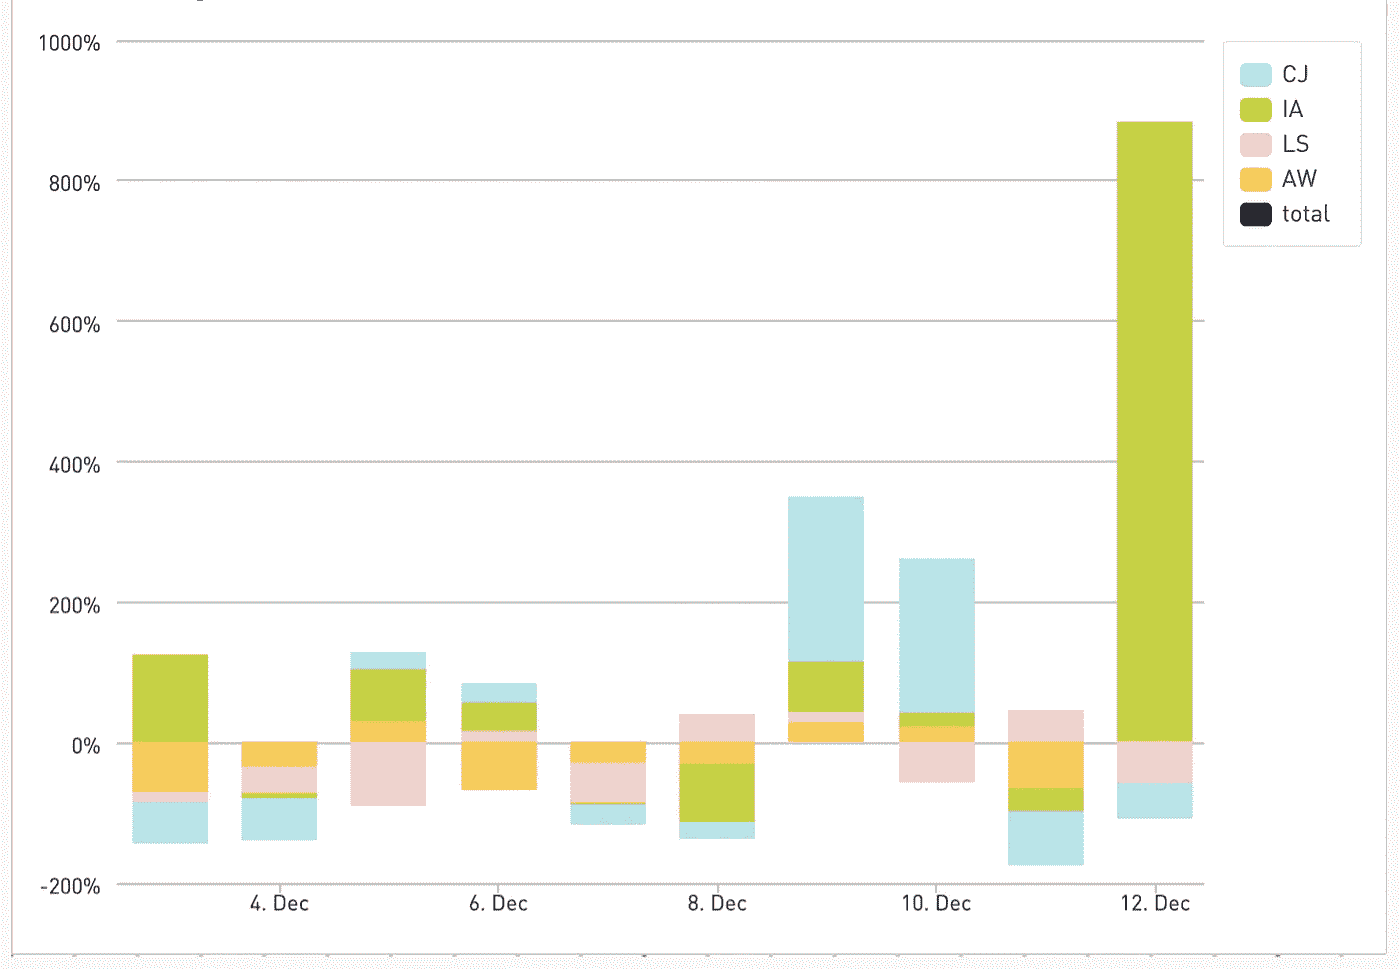 1000%
800%
600%
400%
200%
0%
-200%
4. Dec
6. Dec
8. Dec
10. Dec
12. Dec
CJ
IA
LS
AW
total